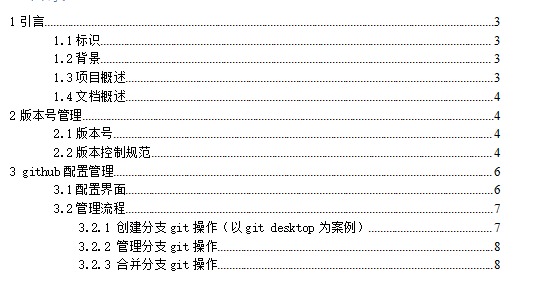 1 引言 3
1.1 标识 3
1.2 背景 3
1.3 项目概述 3
1.4 文档概述 4
2 版本号管理 4
2.1 版本号 4
2.2 版本控制规范 4
3 github 配置管理 6
3.1 配置界面 6
3.2 管理流程 7
3.2.1 创建分支 git 操作（以 git desktop 为案例） 7
3.2.2 管理分支 git 操作 8
3.2.3 合并分支 git 操作 8